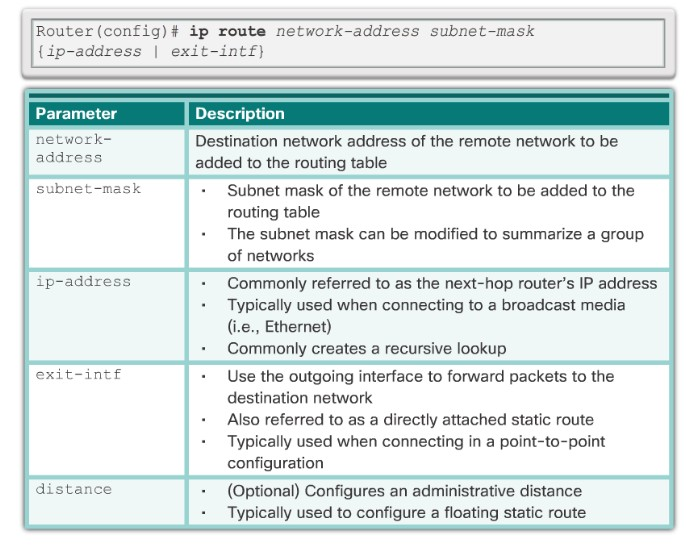 Router(config)# ip route network-address subnet-mask
{ip-address | exit-intf}
Parameter Description
network-
address
Destination network address of the remote network to be
added to the routing table
subnet-mask
· Subnet mask of the remote network to be added to the
routing table
· The subnet mask can be modified to summarize a group
of networks
ip-address
· Commonly referred to as the next-hop router's IP address
· Typically used when connecting to a broadcast media
(i.e., Ethernet)
· Commonly creates a recursive lookup
exit-intf
· Use the outgoing interface to forward packets to the
destination network
· Also referred to as a directly attached static route
· Typically used when connecting in a point-to-point
configuration
distance
· (Optional) Configures an administrative distance
· Typically used to configure a floating static route